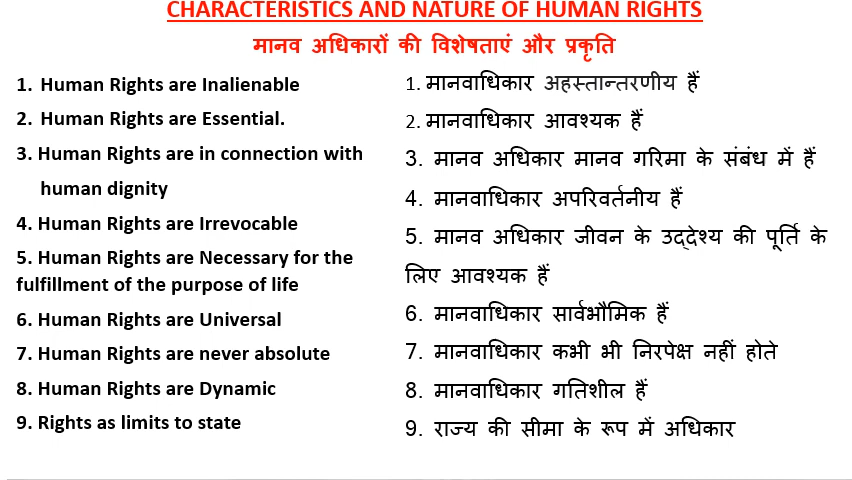 CHARACTERISTICS AND NATURE OF HUMAN RIGHTS
मानव अधिकारों की विशेषताएं और प्रकृति
1. Human Rights are Inalienable
2. Human Rights are Essential.
3. Human Rights are in connection with
human dignity
4. Human Rights are Irrevocable
5. Human Rights are Necessary for the
fulfillment of the purpose of life
6. Human Rights are Universal
7. Human Rights are never absolute
8. Human Rights are Dynamic
9. Rights as limits to state
1. मानवाधिकार अहस्तान्तरणीय हैं
2. मानवाधिकार आवश्यक हैं
3. मानव अधिकार मानव गरिमा के संबंध में हैं
4. मानवाधिकार अपरिवर्तनीय हैं
5. मानव अधिकार जीवन के उद्देश्य की पूर्ति के
लिए आवश्यक हैं
6. मानवाधिकार सार्वभौमिक हैं
7. मानवाधिकार कभी भी निरपेक्ष नहीं होते
8. मानवाधिकार गतिशील हैं
9. राज्य की सीमा के रूप में अधिकार